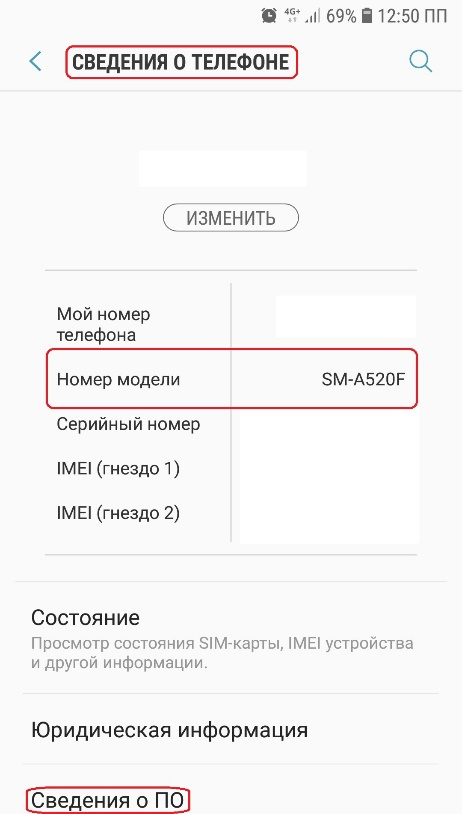 4G+ 69% 12:50 ПП
СВЕДЕНИЯ О ТЕЛЕФОНЕ
ИЗМЕНИТЬ
Мой номер
телефона
Номер модели SM-A520F
Серийный номер
IMEI (гнездо 1)
IMEI (гнездо 2)
Состояние
Просмотр состояния SIM-карты, IMEI устройства
и другой информации.
Юридическая информация
Сведения о ПО